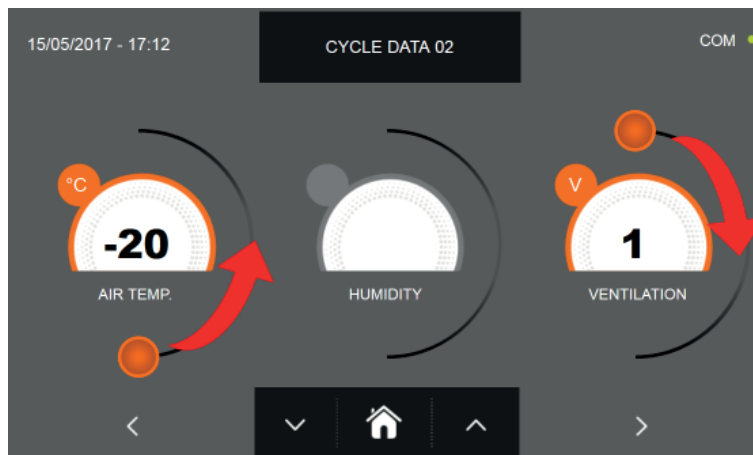 15/05/2017 - 17:12
CYCLE DATA 02
COM
°C
V
-20
1
AIR TEMP.
HUMIDITY
VENTILATION